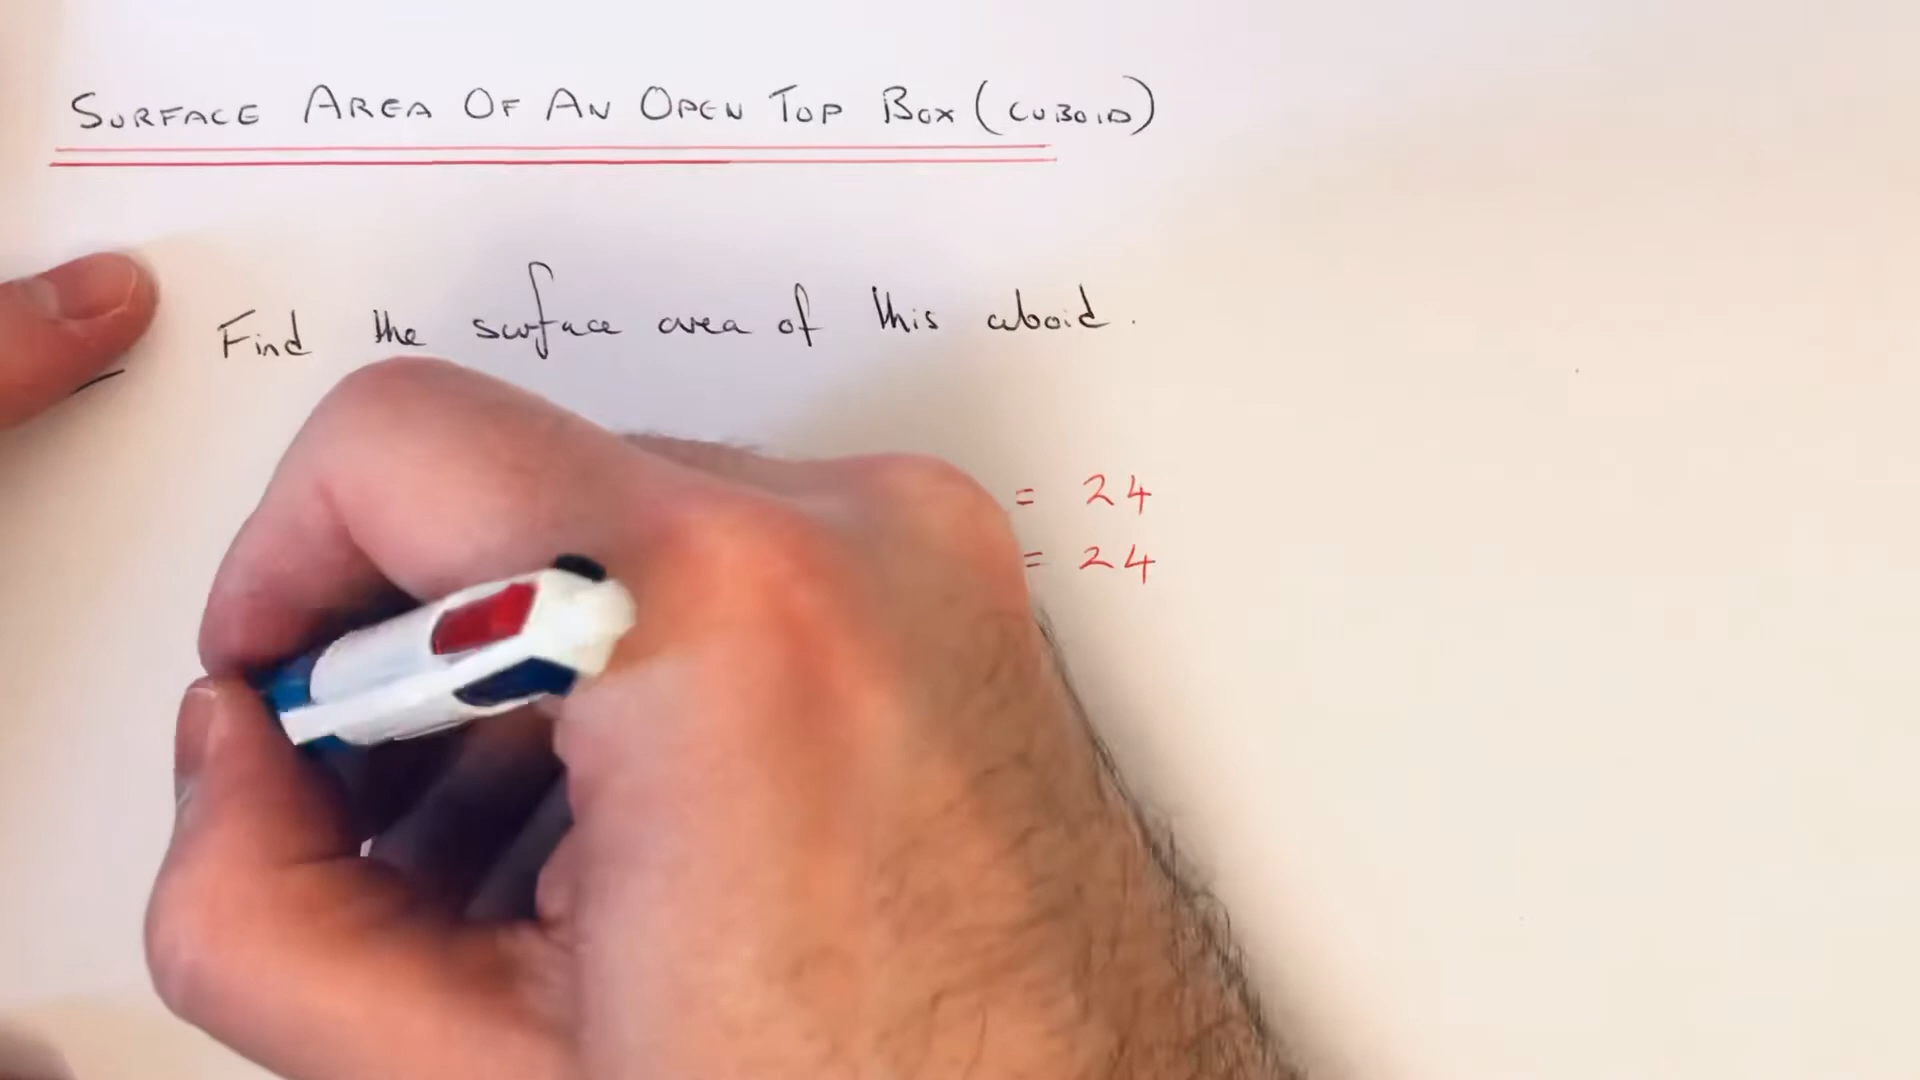 SURFACE AREA OF AN OPEN TOP BOX (CUBOID)
Find the surface area of this cuboid.
= 24
= 24